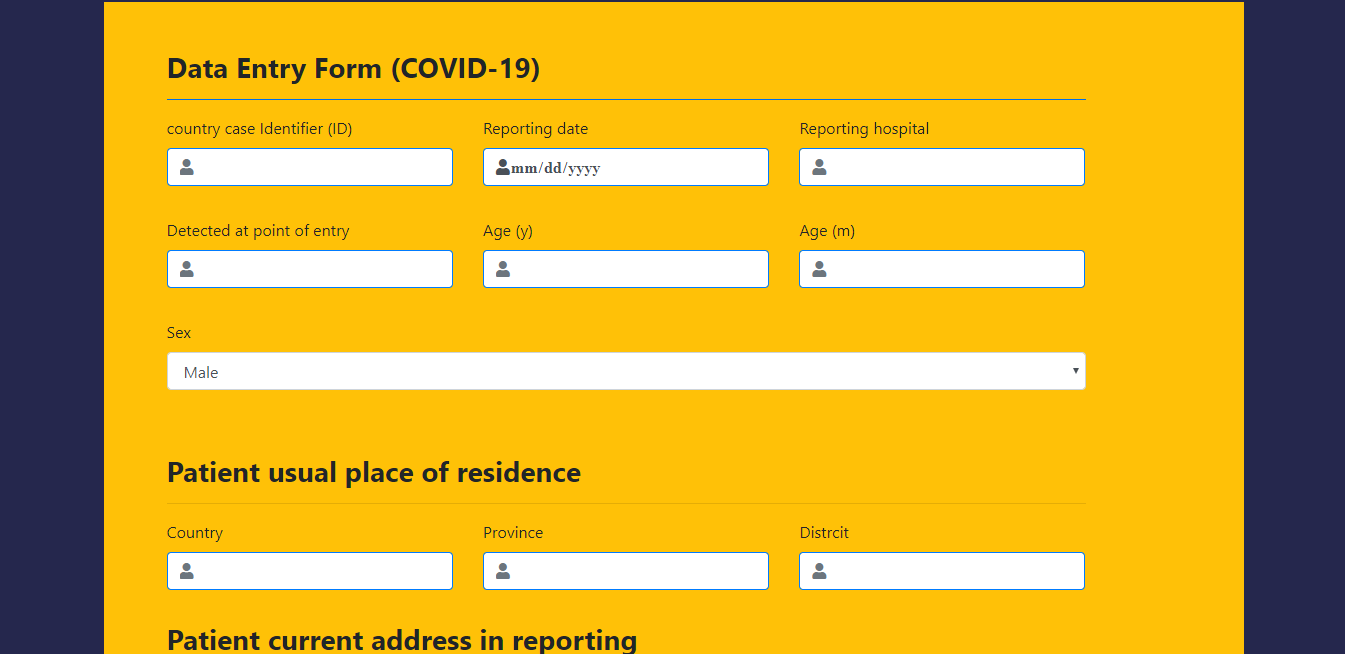 Data Entry Form (COVID-19)
country case Identifier (ID) Reporting date Reporting hospital
mm/dd/yyyy
Detected at point of entry Age (y) Age (m)
Sex
Male
Patient usual place of residence
Country Province Distrcit
Patient current address in reporting